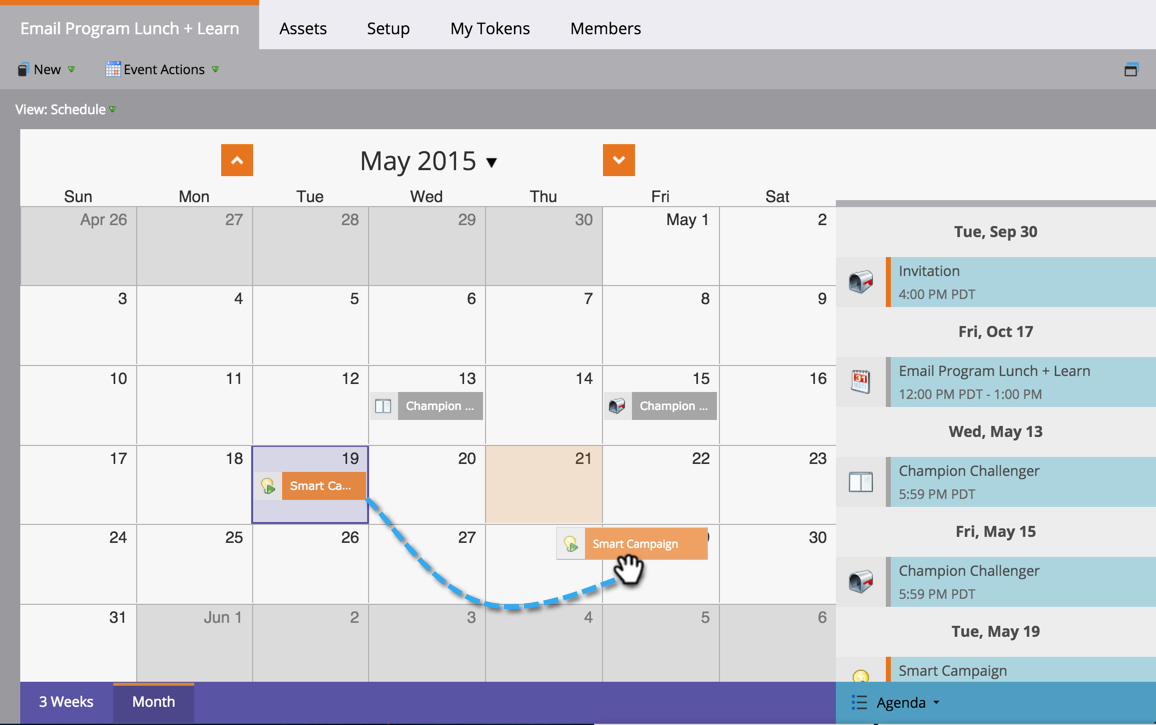 Email Program Lunch + Learn Assets Setup My Tokens Members
New Event Actions
View: Schedule
May 2015
Sun Mon Tue Wed Thu Fri Sat
Apr 26 27 28 29 30 May 1 2
3 4 5 6 7 8 9
10 11 12 13 14 15 16
Champion ... Champion ...
17 18 19 20 21 22 23
Smart Ca...
24 25 26 27 30
Smart Campaign
31 Jun 1 2 3 4 5 6
3 Weeks Month
Tue, Sep 30
Invitation
4:00 PM PDT
Fri, Oct 17
31
Email Program Lunch + Learn
12:00 PM PDT - 1:00 PM
Wed, May 13
Champion Challenger
5:59 PM PDT
Fri, May 15
Champion Challenger
5:59 PM PDT
Tue, May 19
Smart Campaign
Agenda